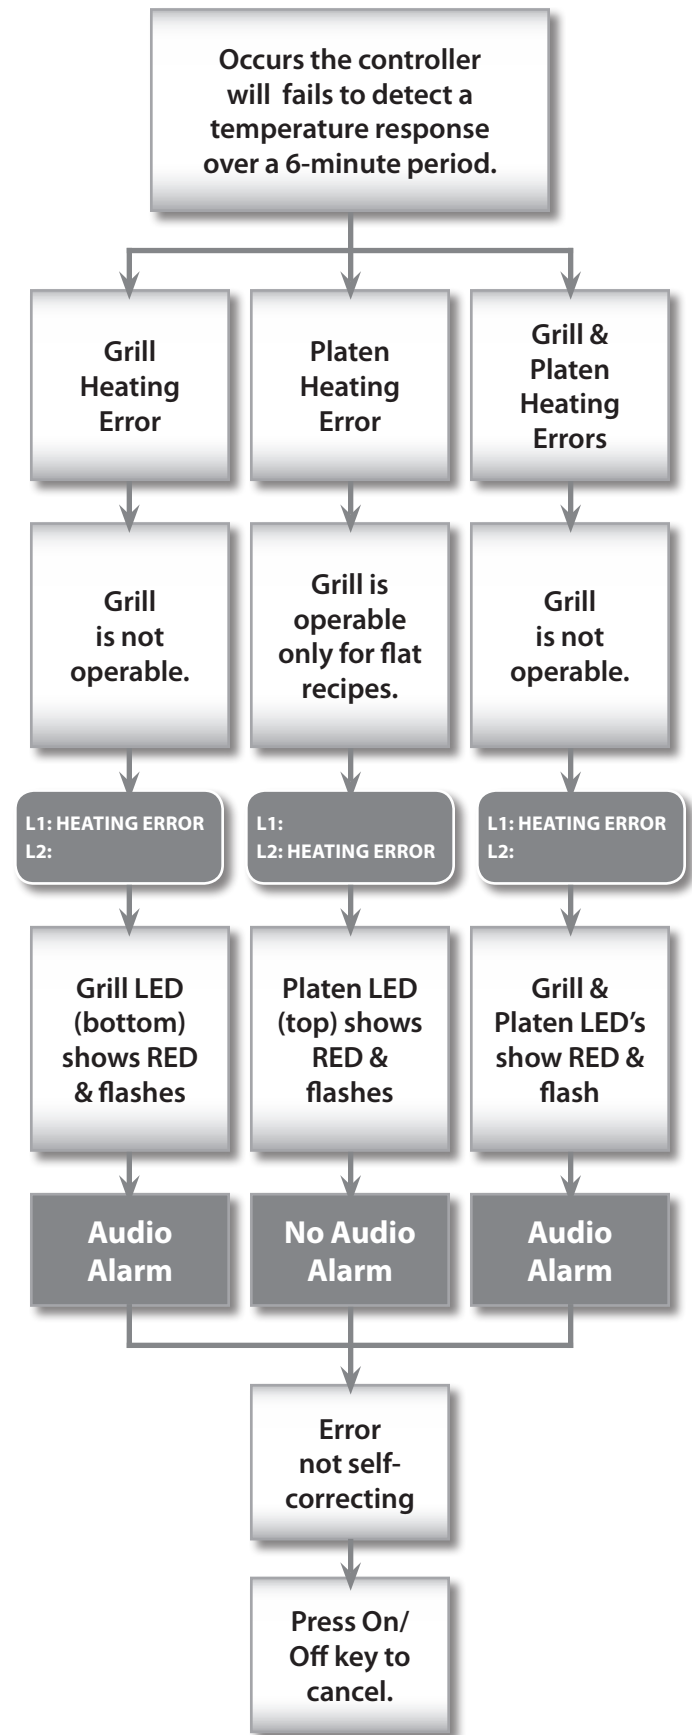 Occurs the controller
will fails to detect a
temperature response
over a 6-minute period.
Grill
Heating
Error
Platen
Heating
Error
Grill &
Platen
Heating
Errors
Grill
is not
operable.
Grill is
operable
only for flat
recipes.
Grill
is not
operable.
L1: HEATING ERROR
L2:
L1:
L2: HEATING ERROR
L1: HEATING ERROR
L2:
Grill LED
(bottom)
shows RED
& flashes
Platen LED
(top) shows
RED &
flashes
Grill &
Platen LED’s
show RED &
flash
Audio
Alarm
No Audio
Alarm
Audio
Alarm
Error
not self-
correcting
Press On/
Off key to
cancel.